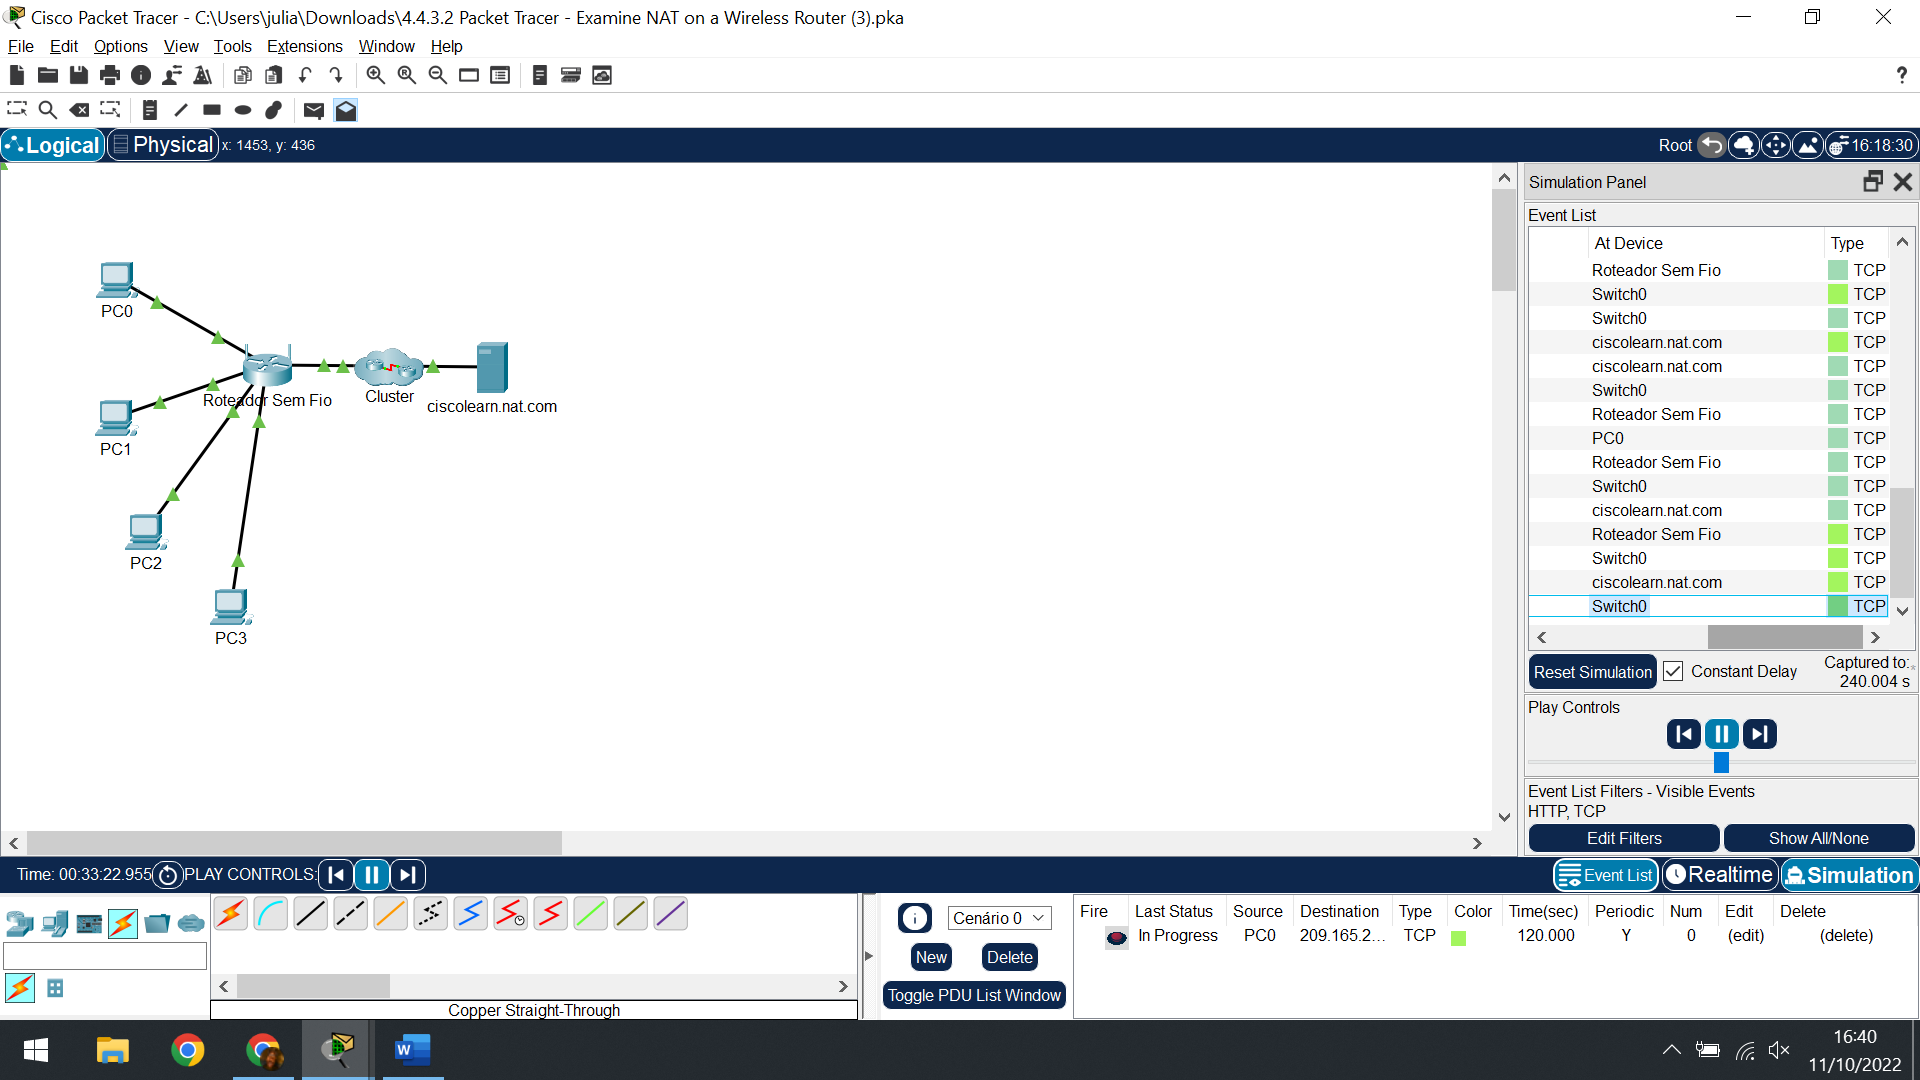 Cisco Packet Tracer - C:\Users\julia\Downloads\4.4.3.2 Packet Tracer - Examine NAT on a Wireless Router (3).pka
File Edit Options View Tools Extensions Window Help
?
Logical Physical x: 1453, y: 436 Root 16:18:30
PC0
Roteador Sem Fio
Cluster
ciscolearn.nat.com
PC1
PC2
PC3
Simulation Panel
Event List
At Device Type
Roteador Sem Fio TCP
Switch0 TCP
Switch0 TCP
ciscolearn.nat.com TCP
ciscolearn.nat.com TCP
Switch0 TCP
Roteador Sem Fio TCP
PC0 TCP
Roteador Sem Fio TCP
Switch0 TCP
ciscolearn.nat.com TCP
Roteador Sem Fio TCP
Switch0 TCP
ciscolearn.nat.com TCP
Switch0 TCP
Reset Simulation Constant Delay Captured to:*
240.004 s
Play Controls
Event List Filters - Visible Events
HTTP, TCP
Edit Filters Show All/None
Time: 00:33:22.955 PLAY CONTROLS: Event List Realtime Simulation
Copper Straight-Through
Cenário 0
New Delete
Toggle PDU List Window
Fire Last Status Source Destination Type Color Time(sec) Periodic Num Edit Delete
In Progress PC0 209.165.2... TCP 120.000 Y 0 (edit) (delete)
W
16:40
11/10/2022